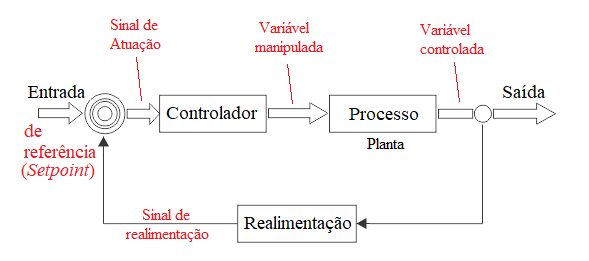 Sinal de
Atuação
Variável
manipulada
Variável
controlada
Entrada
Saída
Controlador
Processo
Planta
de
referência
(Setpoint)
Sinal de
realimentação
Realimentação